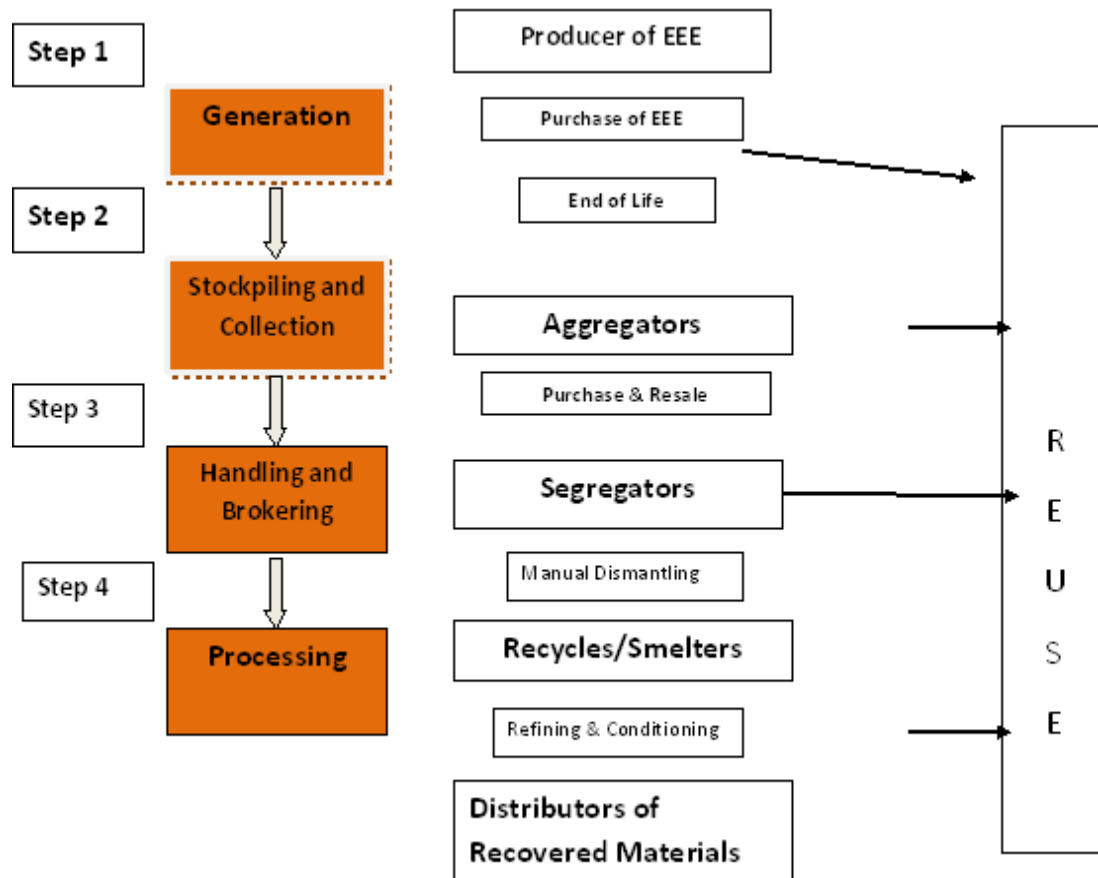 Step 1
Producer of EEE
Generation
Purchase of EEE
Step 2
End of Life
Stockpiling and
Collection
Aggregators
Step 3
Purchase & Resale
Handling and
Brokering
Segregators
Step 4
Manual Dismantling
Processing
Recycles/Smelters
Refining & Conditioning
Distributors of
Recovered Materials
R
E
U
S
E